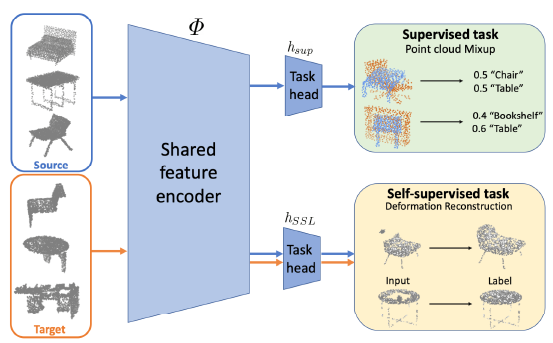 Φ
h_sup
Supervised task
Point cloud Mixup
Task
head
0.5 “Chair”
0.5 “Table”
0.4 “Bookshelf”
0.6 “Table”
Source
Shared
feature
encoder
h_SSL
Self-supervised task
Deformation Reconstruction
Task
head
Input
Label
Target